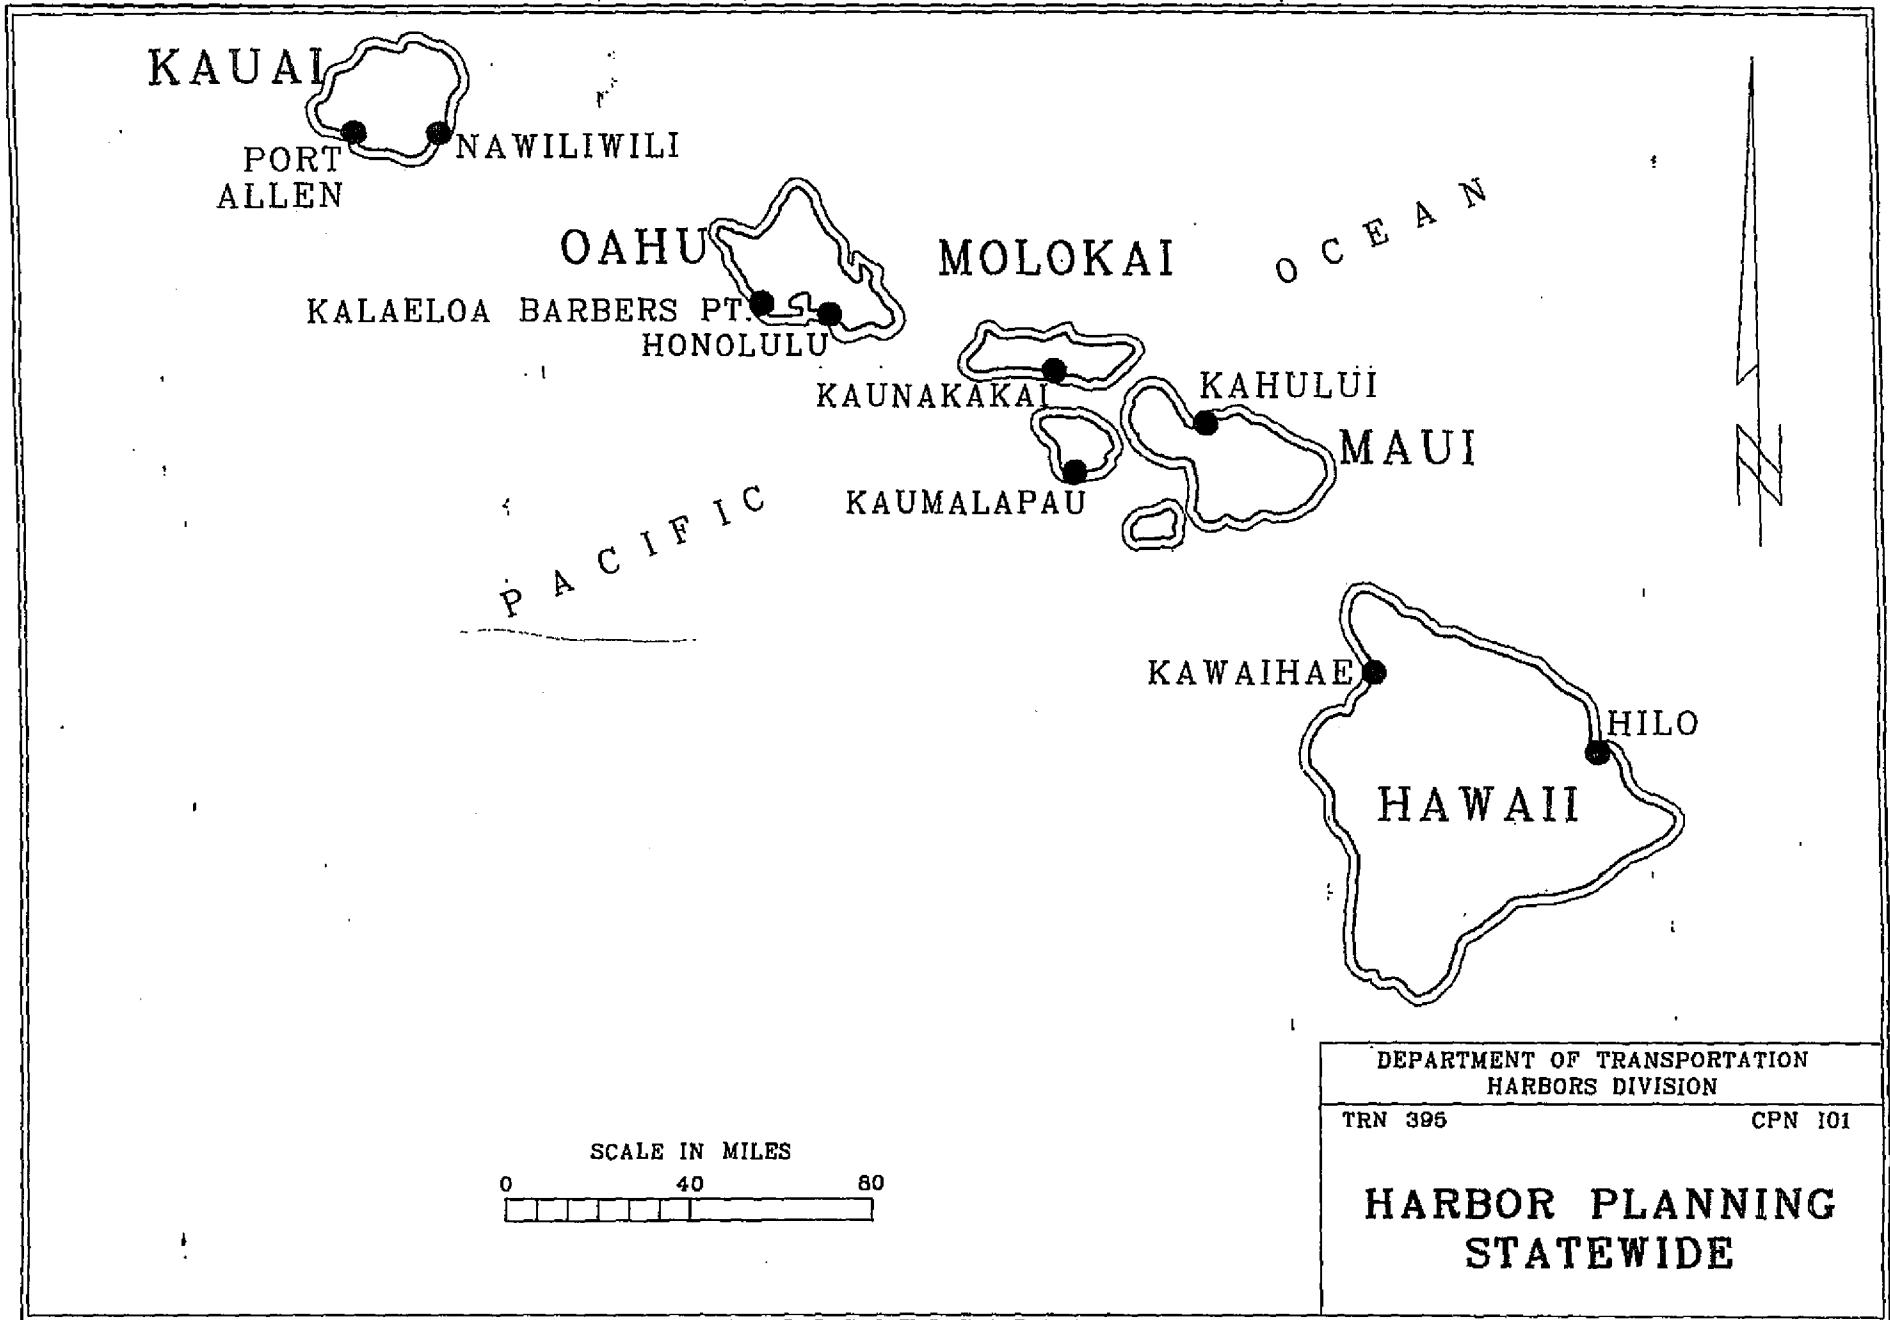 KAUAI
PORT
ALLEN
NAWILIWILI
OAHU
MOLOKAI
OCEAN
KALAELOA BARBERS PT.
HONOLULU
KAUNAKAKAI
KAHULUI
MAUI
KAUMALAPAU
PACIFIC
N
KAWAIHAE
HILO
HAWAII
SCALE IN MILES
0 40 80
DEPARTMENT OF TRANSPORTATION
HARBORS DIVISION
TRN 395 CPN I01
HARBOR PLANNING
STATEWIDE